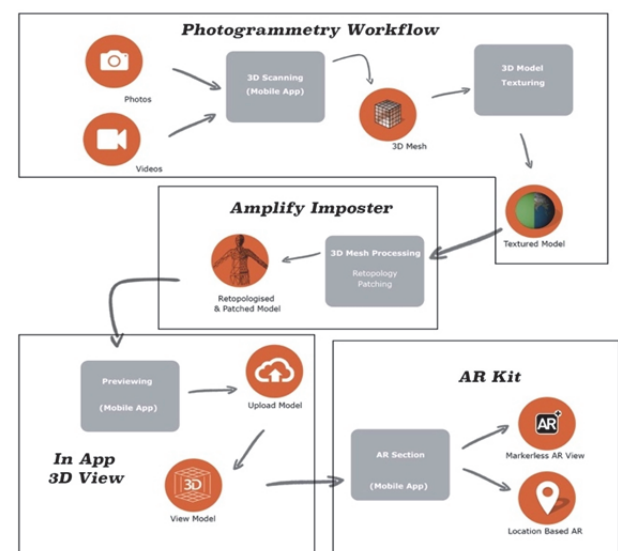 Photogrammetry Workflow
Photos
Videos
3D Scanning
(Mobile App)
3D Mesh
3D Model
Texturing
Textured Model
Amplify Imposter
3D Mesh Processing
Retopology
Patching
Retopologised
& Patched Model
Previewing
(Mobile App)
Upload Model
In App
3D View
3D
View Model
AR Kit
AR Section
(Mobile App)
AR+
Markerless AR View
Location Based AR